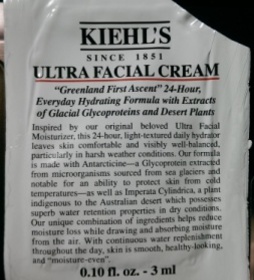 KIEHL'S
SINCE 1851
ULTRA FACIAL CREAM
"Greenland First Ascent" 24-Hour,
Everyday Hydrating Formula with Extracts
of Glacial Glycoproteins and Desert Plants
Inspired by our original beloved Ultra Facial
Moisturizer, this 24-hour, light-textured daily hydrator
leaves skin comfortable and visibly well-balanced,
particularly in harsh weather conditions. Our formula
is made with Antarcticine—a Glycoprotein extracted
from microorganisms sourced from sea glaciers and
notable for an ability to protect skin from cold
temperatures—as well as Imperata Cylindrica, a plant
indigenous to the Australian desert which possesses
superb water retention properties in dry conditions.
Our unique combination of ingredients helps reduce
moisture loss while drawing and absorbing moisture
from the air. With continuous water replenishment
throughout the day, skin is smooth, healthy-looking,
and "moisture-even".
0.10 fl. oz. - 3 ml